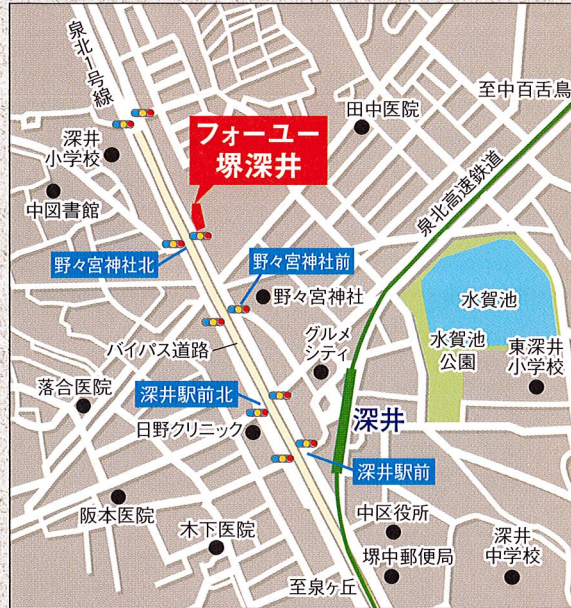 泉北1号線
至中百舌鳥
田中医院
深井
小学校
フォーユー
堺深井
中図書館
泉北高速鉄道
野々宮神社北
野々宮神社前
野々宮神社
水賀池
グルメ
シティ
バイパス道路
水賀池
公園
東深井
小学校
落合医院
深井駅前北
深井
日野クリニック
深井駅前
阪本医院
中区役所
木下医院
堺中郵便局
深井
中学校
至泉ヶ丘